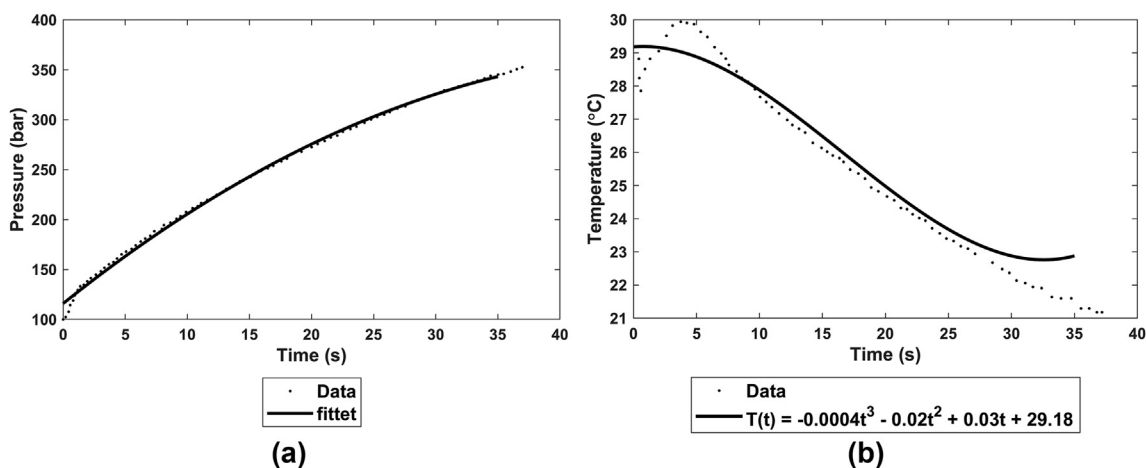 400
350
300
250
200
150
100
0 5 10 15 20 25 30 35 40
Pressure (bar)
Time (s)
Data
fittet
(a)
30
29
28
27
26
25
24
23
22
21
0 5 10 15 20 25 30 35 40
Temperature (°C)
Time (s)
Data
T(t) = -0.0004t³ - 0.02t² + 0.03t + 29.18
(b)